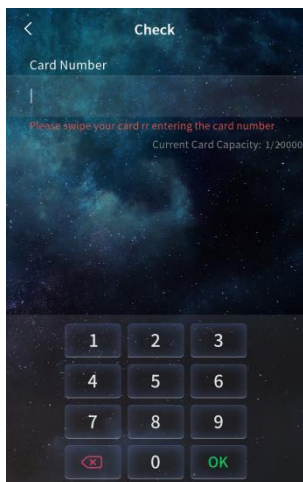 Check
Card Number
Please swipe your card rr entering the card number
Current Card Capacity: 1/20000
1 2 3
4 5 6
7 8 9
0 OK